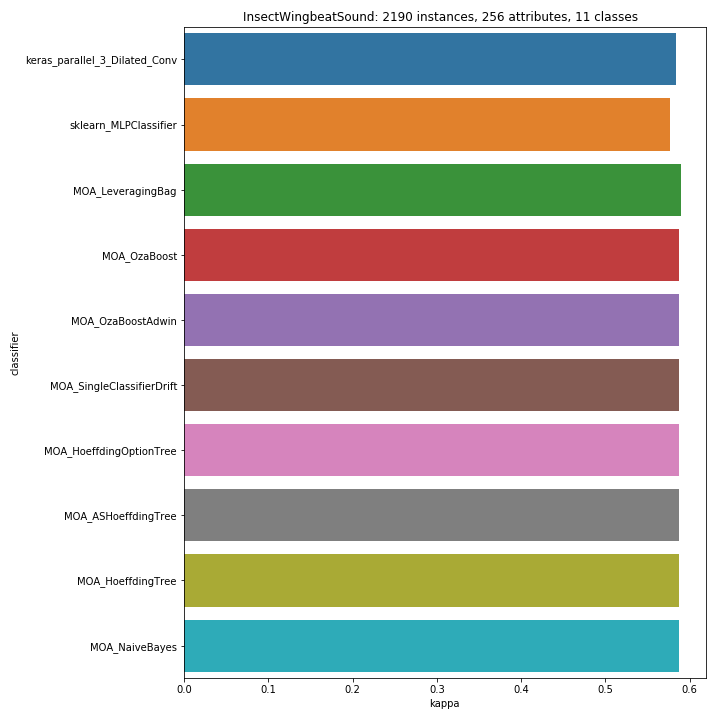 InsectWingbeatSound: 2190 instances, 256 attributes, 11 classes
keras_parallel_3_Dilated_Conv
sklearn_MLPClassifier
MOA_LeveragingBag
MOA_OzaBoost
MOA_OzaBoostAdwin
MOA_SingleClassifierDrift
MOA_HoeffdingOptionTree
MOA_ASHoeffdingTree
MOA_HoeffdingTree
MOA_NaiveBayes
classifier
0.0 0.1 0.2 0.3 0.4 0.5 0.6
kappa